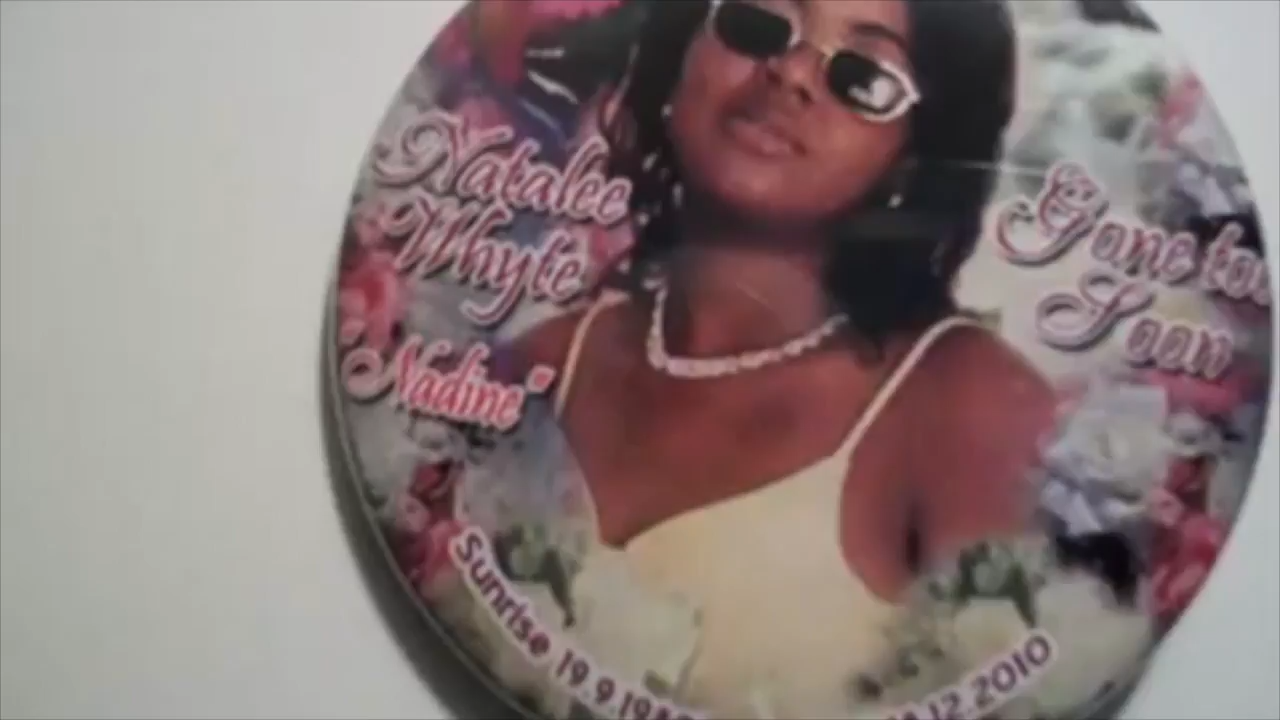 Natalee
Whyte
"Nadine"
Gone too
Soon
Sunrise 19.9.19
.12.2010